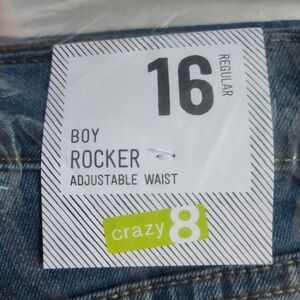 16
REGULAR
BOY
ROCKER
ADJUSTABLE WAIST
crazy 8